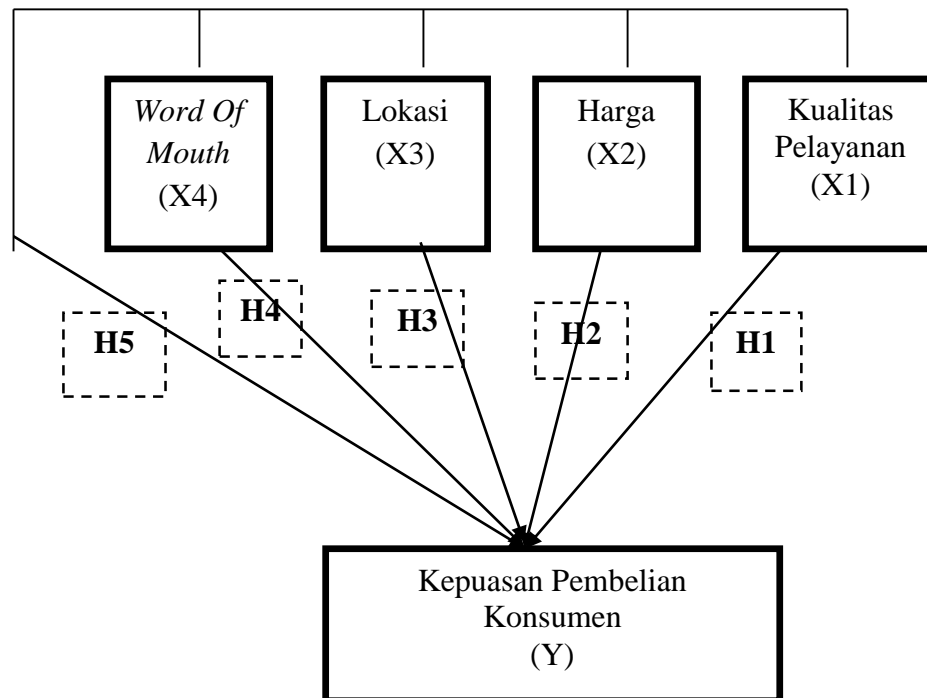 Word Of
Mouth
(X4)
Lokasi
(X3)
Harga
(X2)
Kualitas
Pelayanan
(X1)
H5
H4
H3
H2
H1
Kepuasan Pembelian
Konsumen
(Y)